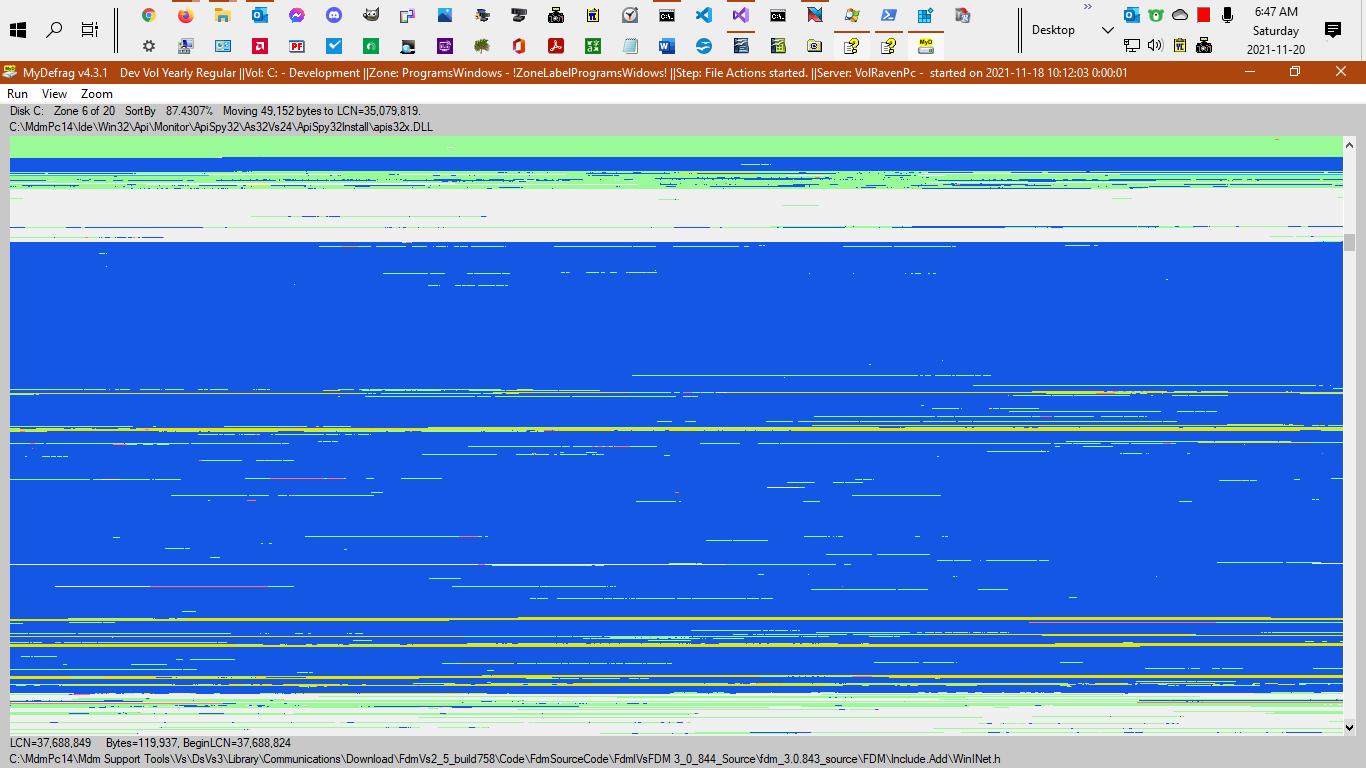 6:47 AM
Desktop
Saturday
2021-11-20
MyDefrag v4.3.1 Dev Vol Yearly Regular ||Vol: C: - Development ||Zone: ProgramsWindows - !ZoneLabelProgramsWidows! ||Step: File Actions started. ||Server: VolRavenPc - started on 2021-11-18 10:12:03 0:00:01
Run View Zoom
Disk C: Zone 6 of 20 SortBy 87.4307% Moving 49,152 bytes to LCN=35,079,819.
C:\MdmPc14\Ide\Win32\Api\Monitor\ApiSpy32\As32Vs24\ApiSpy32Install\apis32x.DLL
LCN=37,688,849 Bytes=119,937, BeginLCN=37,688,824
C:\MdmPc14\Mdm Support Tools\Vs\DsVs3\Library\Communications\Download\FdmVs2_5_build758\Code\FdmSourceCode\FdmIVsFDM 3_0_844_Source\fdm_3.0.843_source\FDM\Include.Add\WinINet.h